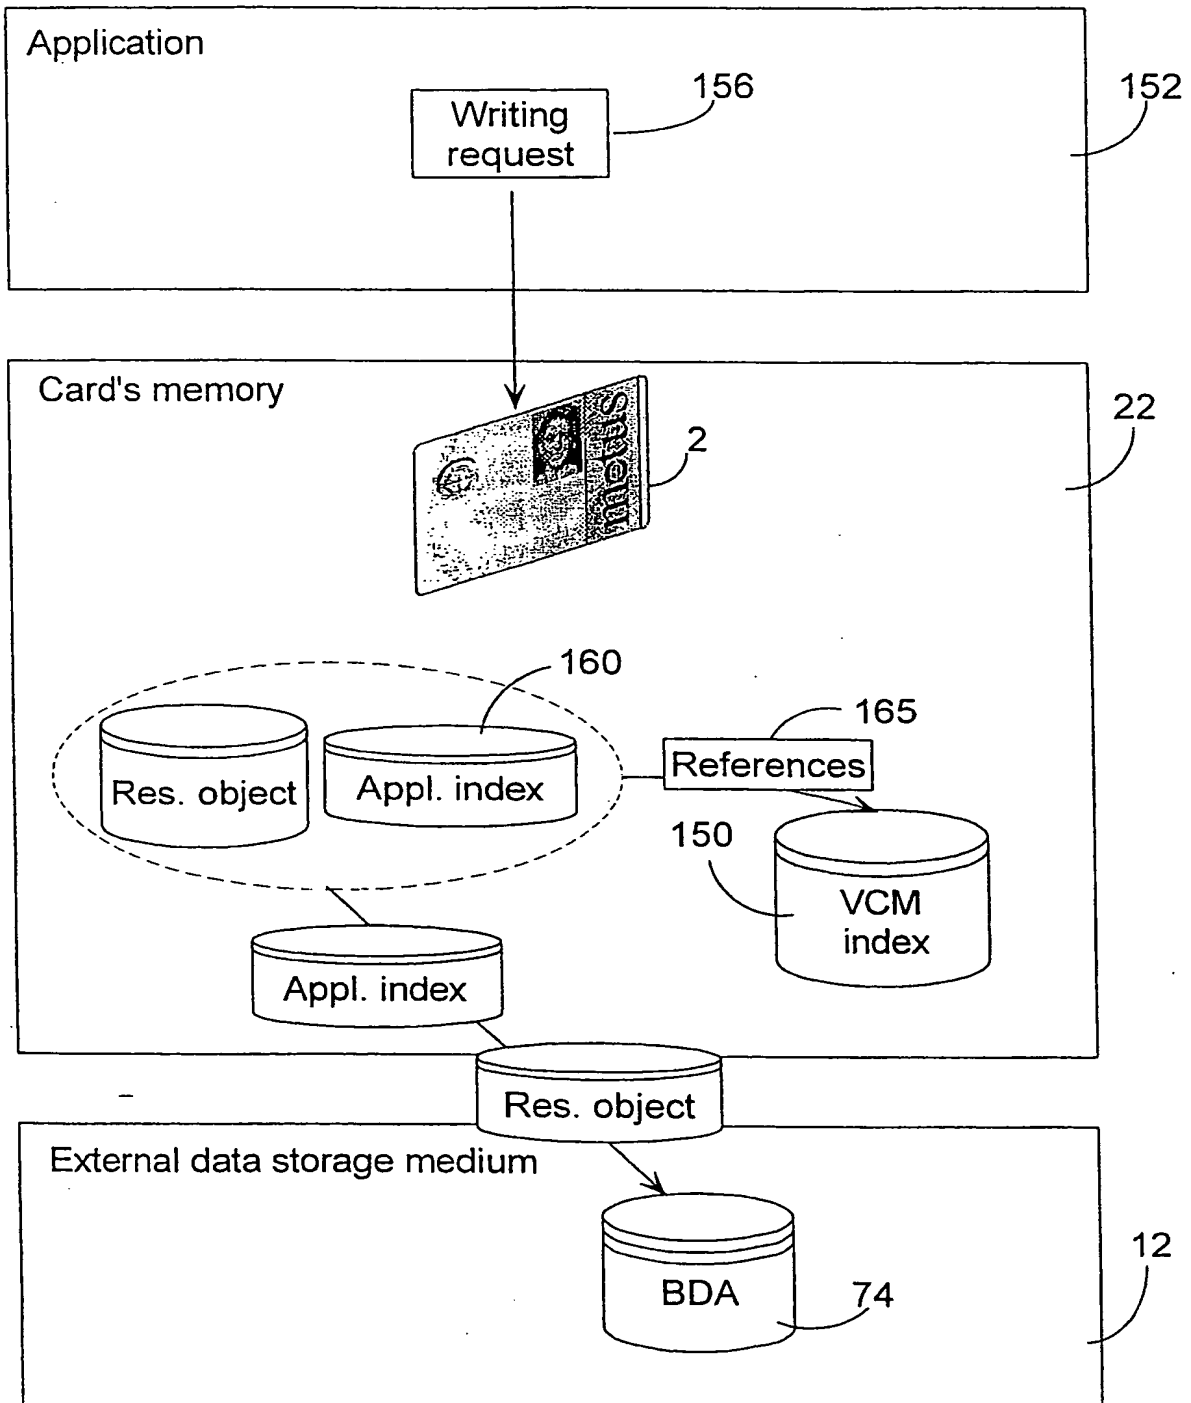 Application
156
152
Writing
request
Card's memory
22
metus
2
160
165
Res. object
Appl. index
References
150
VCM
index
Appl. index
Res. object
External data storage medium
12
BDA
74